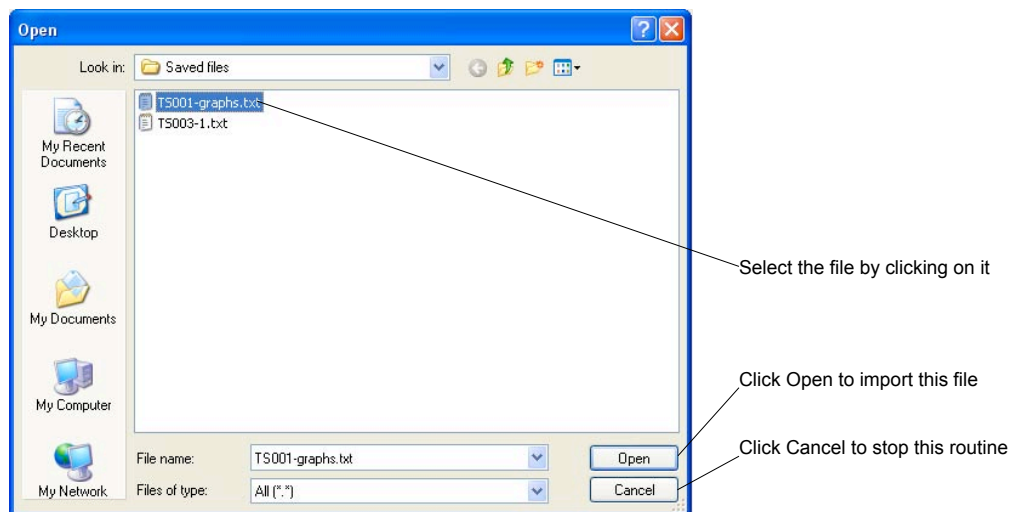 Open
Look in:
Saved files
TS001-graphs.txt
TS003-1.txt
My Recent
Documents
Desktop
My Documents
My Computer
My Network
File name:
TS001-graphs.txt
Open
Files of type:
All (*.*)
Cancel
Select the file by clicking on it
Click Open to import this file
Click Cancel to stop this routine